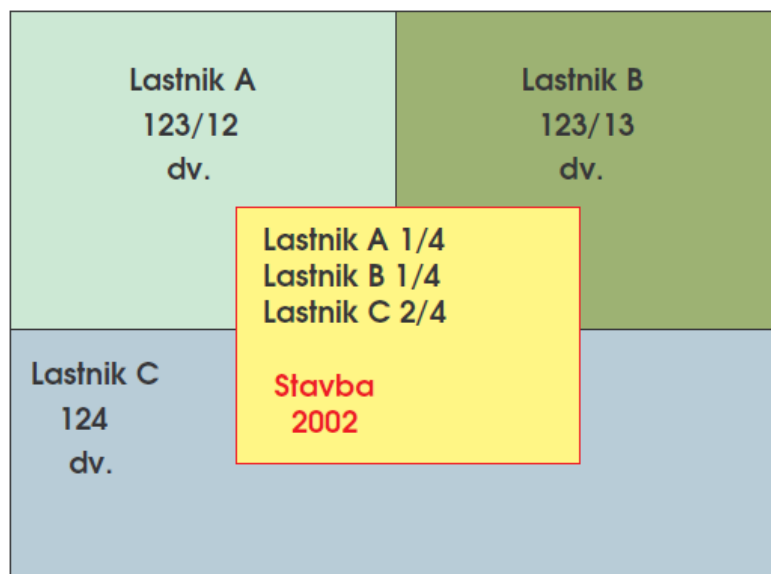 Lastnik A
123/12
dv.
Lastnik B
123/13
dv.
Lastnik A 1/4
Lastnik B 1/4
Lastnik C 2/4
Stavba
2002
Lastnik C
124
dv.